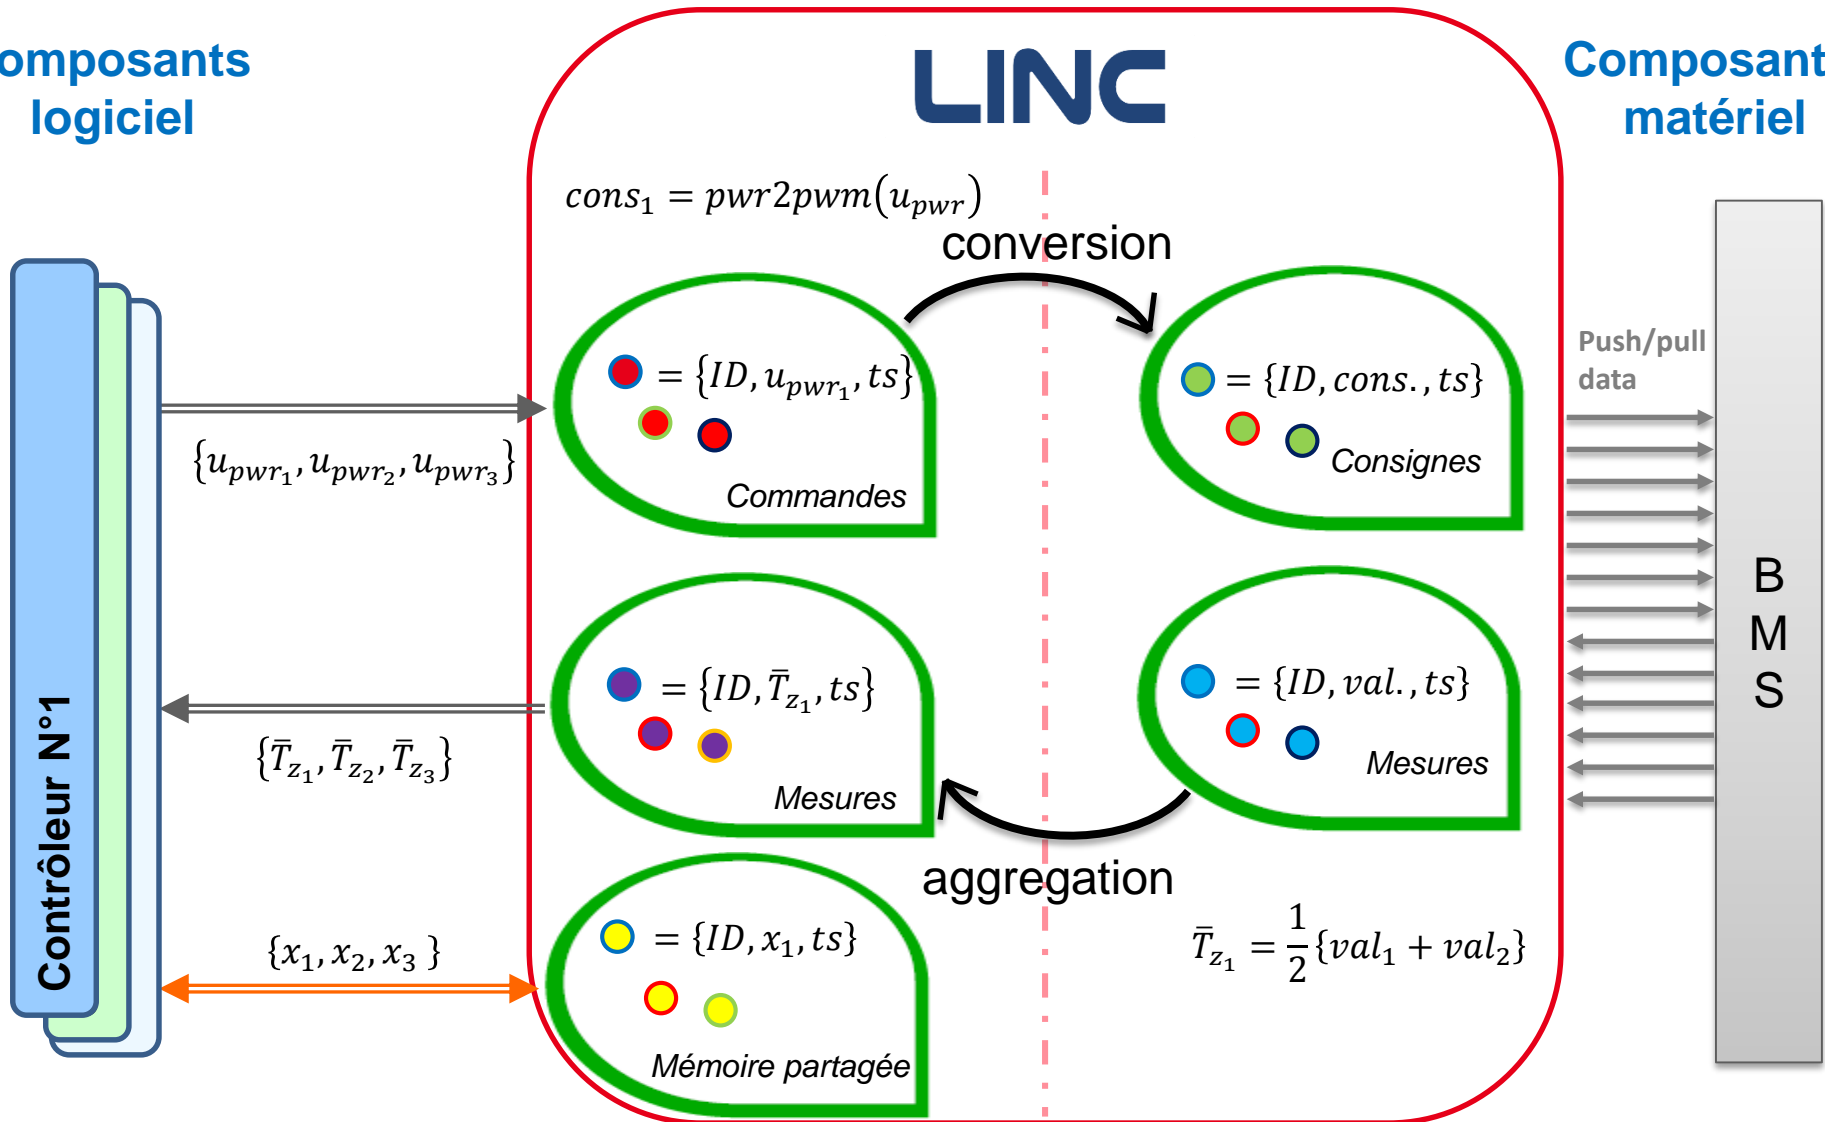 omposants
logiciel
LINC
Composant
matériel
cons₁ = pwr2pwm(u_pwr)
conversion
= {ID, u_pwr₁, ts}
Commandes
= {ID, cons., ts}
Consignes
Push/pull
data
{u_pwr₁, u_pwr₂, u_pwr₃}
= {ID, T̄_z₁, ts}
Mesures
= {ID, val., ts}
Mesures
{T̄_z₁, T̄_z₂, T̄_z₃}
B
M
S
Contrôleur N°1
aggregation
T̄_z₁ = 1/2 {val₁ + val₂}
{x₁, x₂, x₃ }
= {ID, x₁, ts}
Mémoire partagée